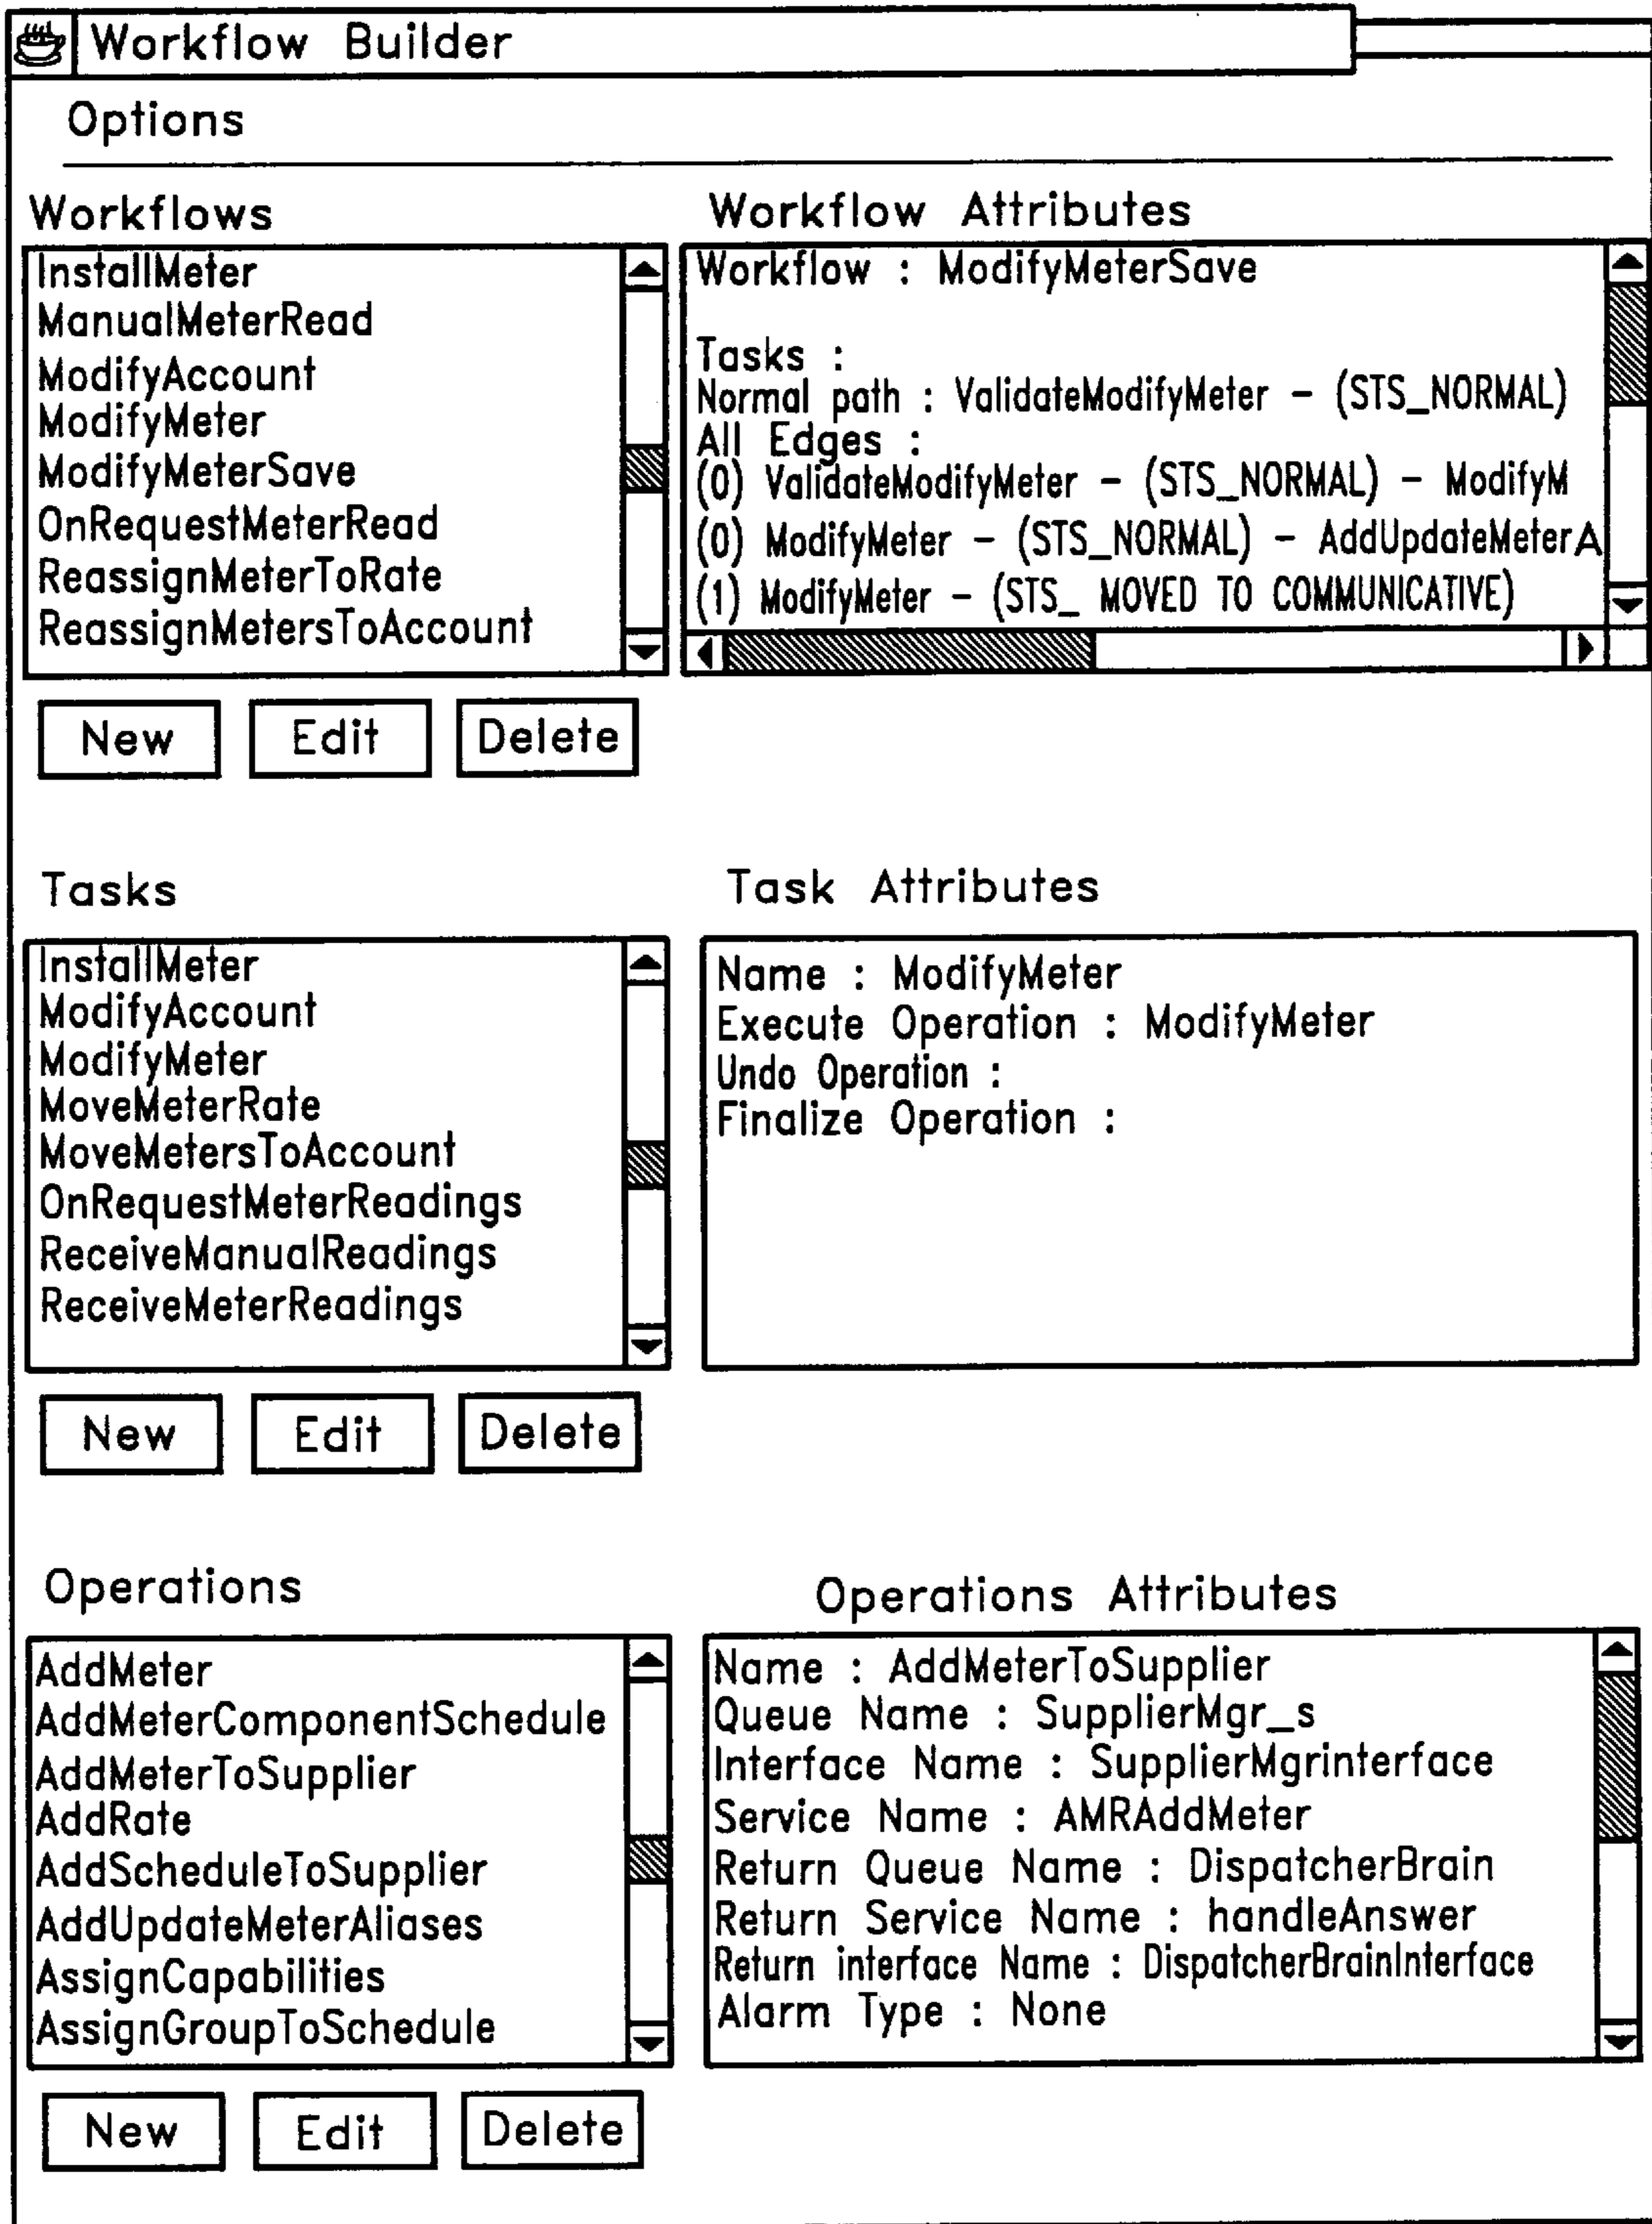 Workflow Builder
Options
Workflows
InstallMeter
ManualMeterRead
ModifyAccount
ModifyMeter
ModifyMeterSave
OnRequestMeterRead
ReassignMeterToRate
ReassignMetersToAccount
New Edit Delete
Workflow Attributes
Workflow : ModifyMeterSave
Tasks :
Normal path : ValidateModifyMeter – (STS_NORMAL)
All Edges :
(0) ValidateModifyMeter – (STS_NORMAL) – ModifyM
(0) ModifyMeter – (STS_NORMAL) – AddUpdateMeterA
(1) ModifyMeter – (STS_ MOVED TO COMMUNICATIVE)
Tasks
InstallMeter
ModifyAccount
ModifyMeter
MoveMeterRate
MoveMetersToAccount
OnRequestMeterReadings
ReceiveManualReadings
ReceiveMeterReadings
New Edit Delete
Task Attributes
Name : ModifyMeter
Execute Operation : ModifyMeter
Undo Operation :
Finalize Operation :
Operations
AddMeter
AddMeterComponentSchedule
AddMeterToSupplier
AddRate
AddScheduleToSupplier
AddUpdateMeterAliases
AssignCapabilities
AssignGroupToSchedule
New Edit Delete
Operations Attributes
Name : AddMeterToSupplier
Queue Name : SupplierMgr_s
Interface Name : SupplierMgrinterface
Service Name : AMRAddMeter
Return Queue Name : DispatcherBrain
Return Service Name : handleAnswer
Return interface Name : DispatcherBrainInterface
Alarm Type : None